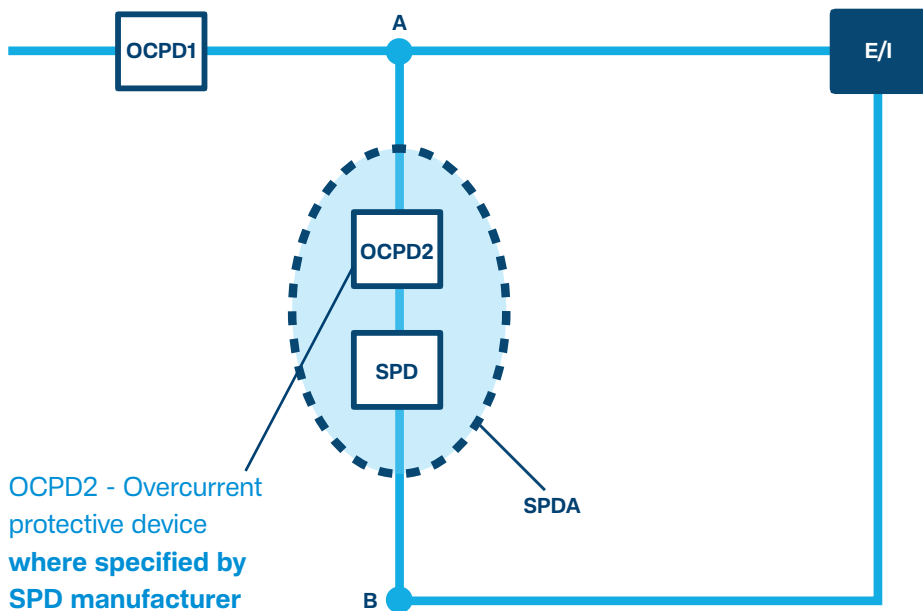 A
OCPD1
E/I
OCPD2
SPD
OCPD2 - Overcurrent
protective device
where specified by
SPD manufacturer
SPDA
B